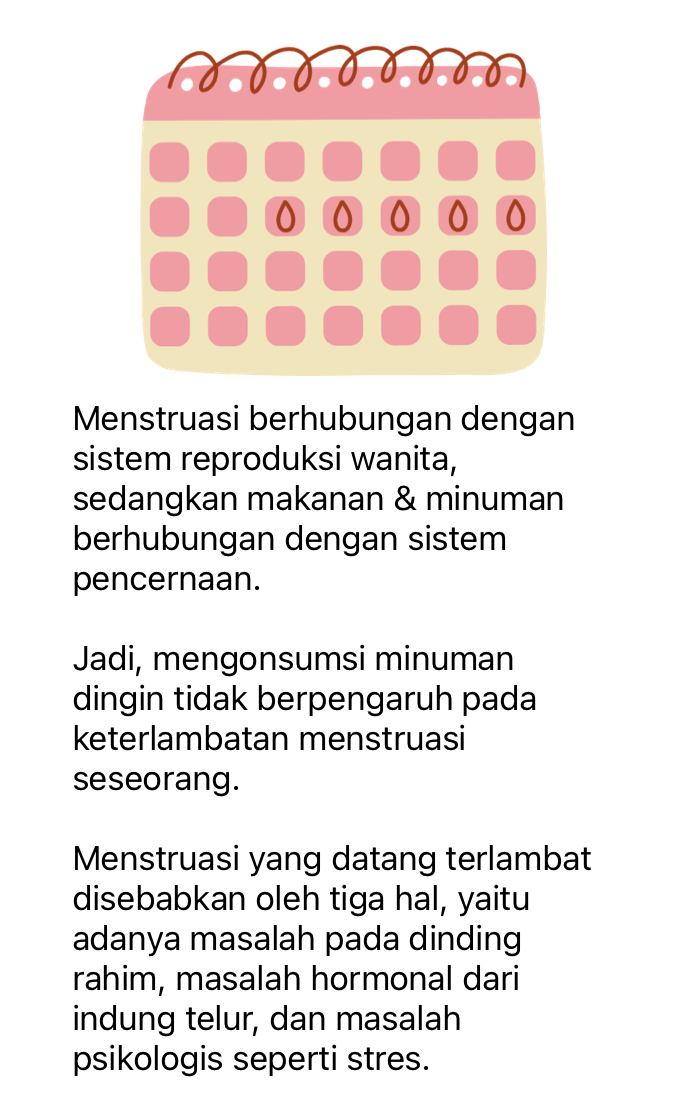 Menstruasi berhubungan dengan
sistem reproduksi wanita,
sedangkan makanan & minuman
berhubungan dengan sistem
pencernaan.
Jadi, mengonsumsi minuman
dingin tidak berpengaruh pada
keterlambatan menstruasi
seseorang.
Menstruasi yang datang terlambat
disebabkan oleh tiga hal, yaitu
adanya masalah pada dinding
rahim, masalah hormonal dari
indung telur, dan masalah
psikologis seperti stres.